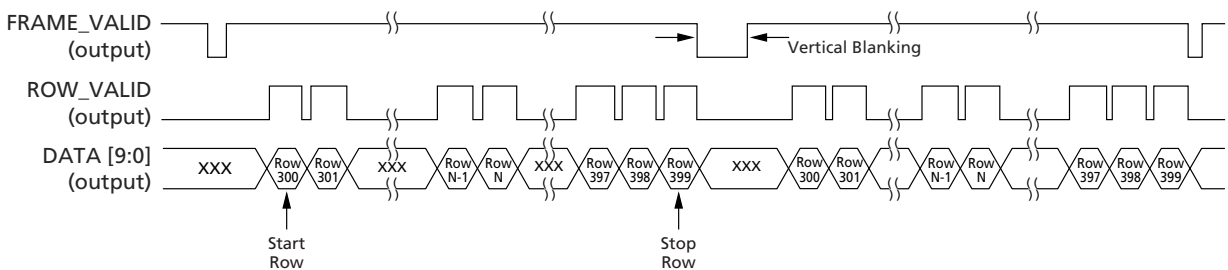 FRAME_VALID
(output)
Vertical Blanking
ROW_VALID
(output)
DATA [9:0]
(output)
XXX
Row 300
Row 301
XXX
Row N-1
Row N
XXX
Row 397
Row 398
Row 399
XXX
Row 300
Row 301
Row N-1
Row N
Row 397
Row 398
Row 399
Start
Row
Stop
Row